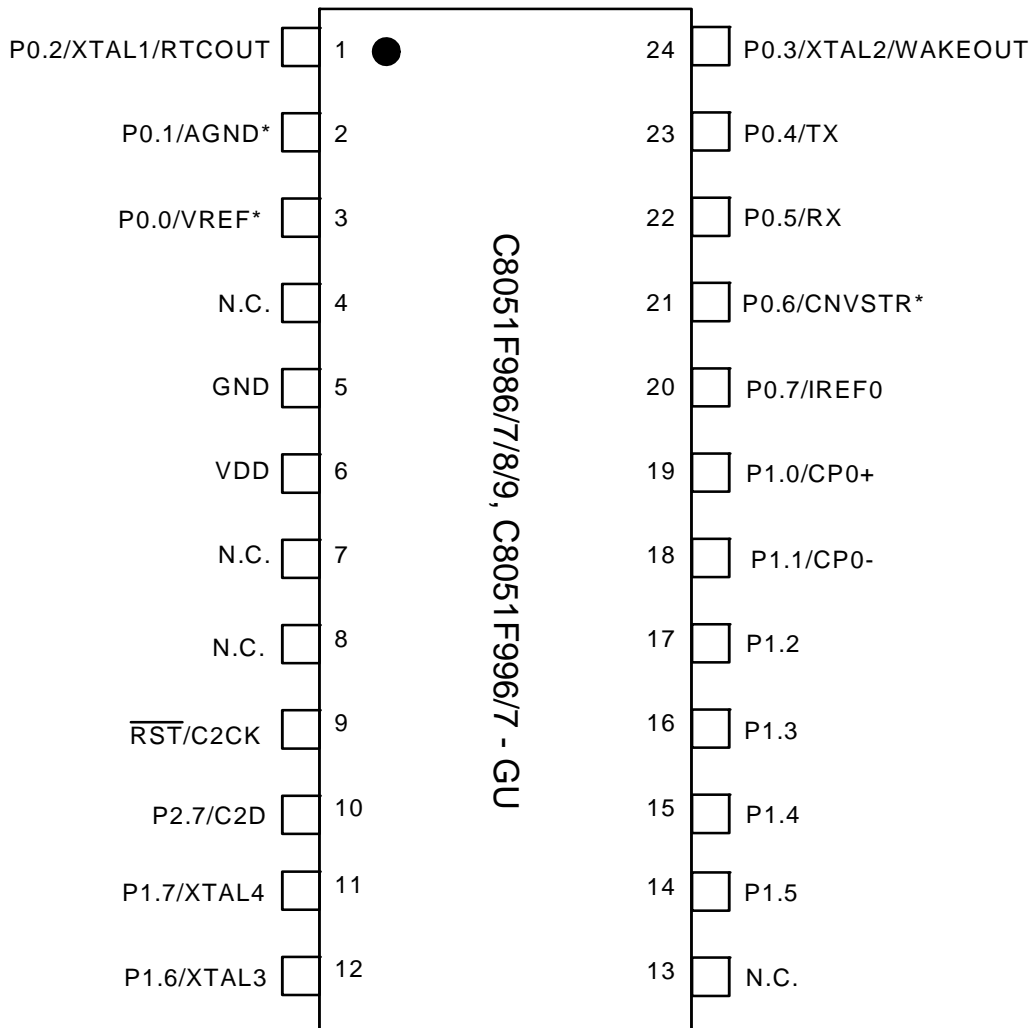 P0.2/XTAL1/RTCOUT 1 24 P0.3/XTAL2/WAKEOUT
P0.1/AGND* 2 23 P0.4/TX
P0.0/VREF* 3 22 P0.5/RX
N.C. 4 21 P0.6/CNVSTR*
GND 5 20 P0.7/IREF0
VDD 6 19 P1.0/CP0+
N.C. 7 18 P1.1/CP0-
N.C. 8 17 P1.2
RST/C2CK 9 16 P1.3
P2.7/C2D 10 15 P1.4
P1.7/XTAL4 11 14 P1.5
P1.6/XTAL3 12 13 N.C.
C8051F986/7/8/9, C8051F996/7 - GU